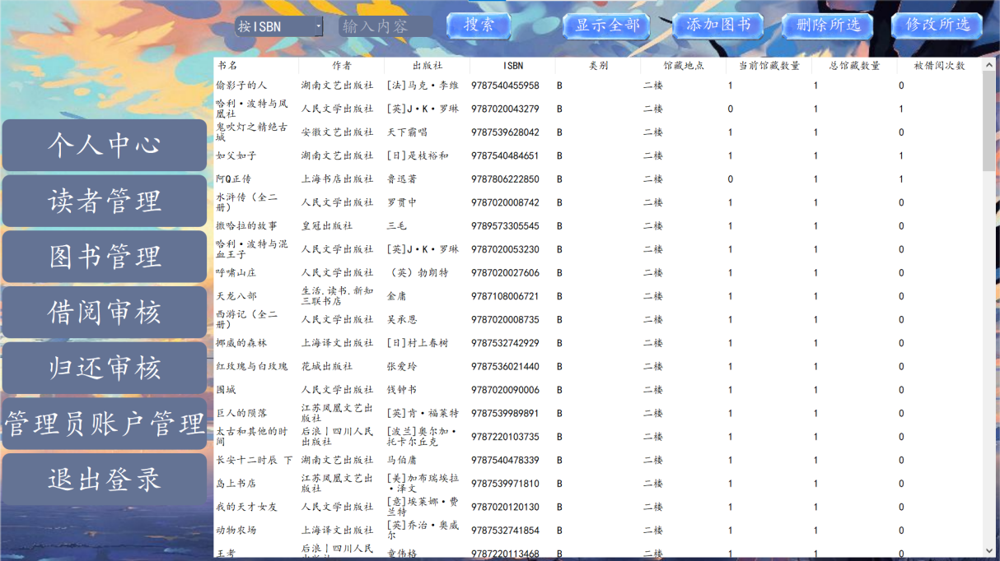 按ISBN 输入内容 搜索 显示全部 添加图书 删除所选 修改所选
个人中心
读者管理
图书管理
借阅审核
归还审核
管理员账户管理
退出登录
书名 作者 出版社 ISBN 类别 馆藏地点 当前馆藏数量 总馆藏数量 被借阅次数
偷影子的人 湖南文艺出版社 [法]马克·李维 9787540455958 B 二楼 1 1 0
哈利·波特与凤凰社 人民文学出版社 [英]J·K·罗琳 9787020043279 B 二楼 0 1 1
鬼吹灯之精绝古城 安徽文艺出版社 天下霸唱 9787539628042 B 二楼 1 1 0
如父如子 湖南文艺出版社 [日]是枝裕和 9787540484651 B 二楼 1 1 1
阿Q正传 上海书店出版社 鲁迅著 9787806222850 B 二楼 0 1 1
水浒传（全二册） 人民文学出版社 罗贯中 9787020008742 B 二楼 1 1 0
撒哈拉的故事 皇冠出版社 三毛 9789573305545 B 二楼 1 1 0
哈利·波特与混血王子 人民文学出版社 [英]J·K·罗琳 9787020053230 B 二楼 1 1 0
呼啸山庄 人民文学出版社 （英）勃朗特 9787020027606 B 二楼 1 1 0
天龙八部 生活.读书.新知三联书店 金庸 9787108006721 B 二楼 1 1 0
西游记（全二册） 人民文学出版社 吴承恩 9787020008735 B 二楼 1 1 0
挪威的森林 上海译文出版社 [日]村上春树 9787532742929 B 二楼 1 1 0
红玫瑰与白玫瑰 花城出版社 张爱玲 9787536021440 B 二楼 1 1 0
围城 人民文学出版社 钱钟书 9787020090006 B 二楼 1 1 0
巨人的陨落 江苏凤凰文艺出版社 [英]肯·福莱特 9787539989891 B 二楼 1 1 0
太古和其他的时间 后浪丨四川人民出版社 [波兰]奥尔加·托卡尔丘克 9787220103735 B 二楼 1 1 0
长安十二时辰 下 湖南文艺出版社 马伯庸 9787540478339 B 二楼 1 1 0
岛上书店 江苏凤凰文艺出版社 [美]加布瑞埃拉·泽文 9787539971810 B 二楼 1 1 0
我的天才女友 人民文学出版社 [意]埃莱娜·费兰特 9787020120130 B 二楼 1 1 0
动物农场 上海译文出版社 [英]乔治·奥威尔 9787532741854 B 二楼 1 1 0
王考 后浪丨四川人民出版社 童伟格 9787220113468 B 二楼 1 1 0